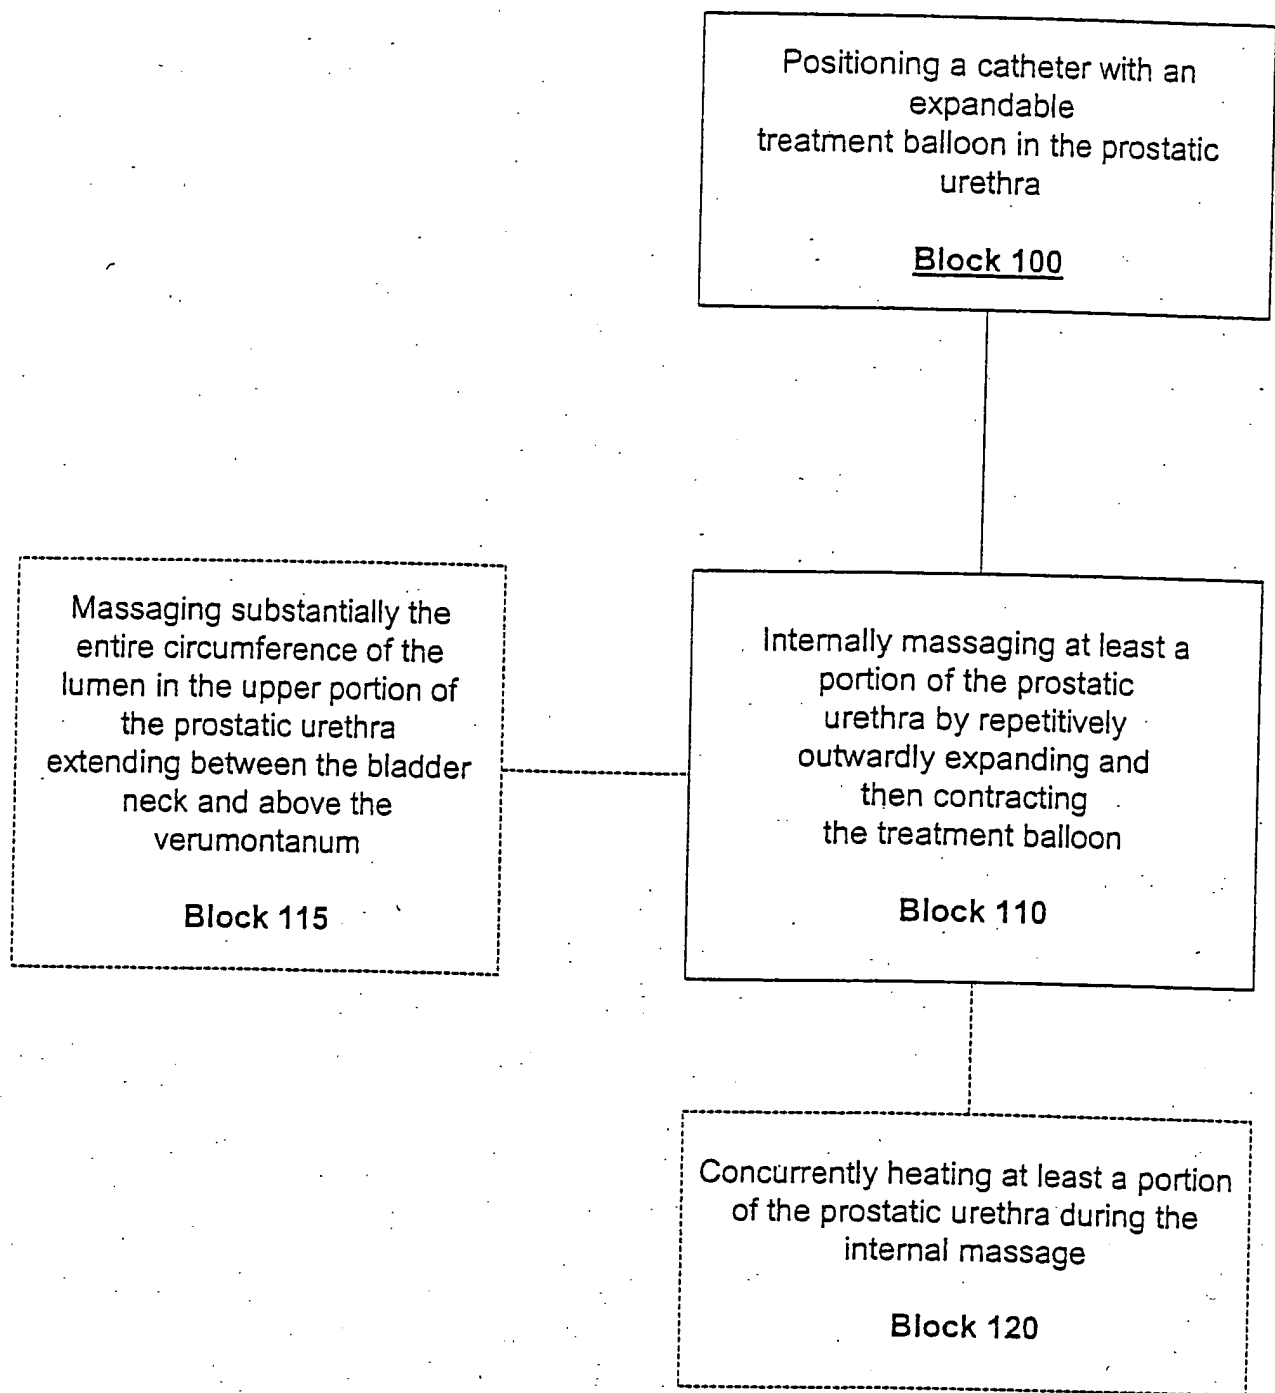 Positioning a catheter with an
expandable
treatment balloon in the prostatic
urethra
Block 100
Massaging substantially the
entire circumference of the
lumen in the upper portion of
the prostatic urethra
extending between the bladder
neck and above the
verumontanum
Block 115
Internally massaging at least a
portion of the prostatic
urethra by repetitively
outwardly expanding and
then contracting
the treatment balloon
Block 110
Concurrently heating at least a portion
of the prostatic urethra during the
internal massage
Block 120